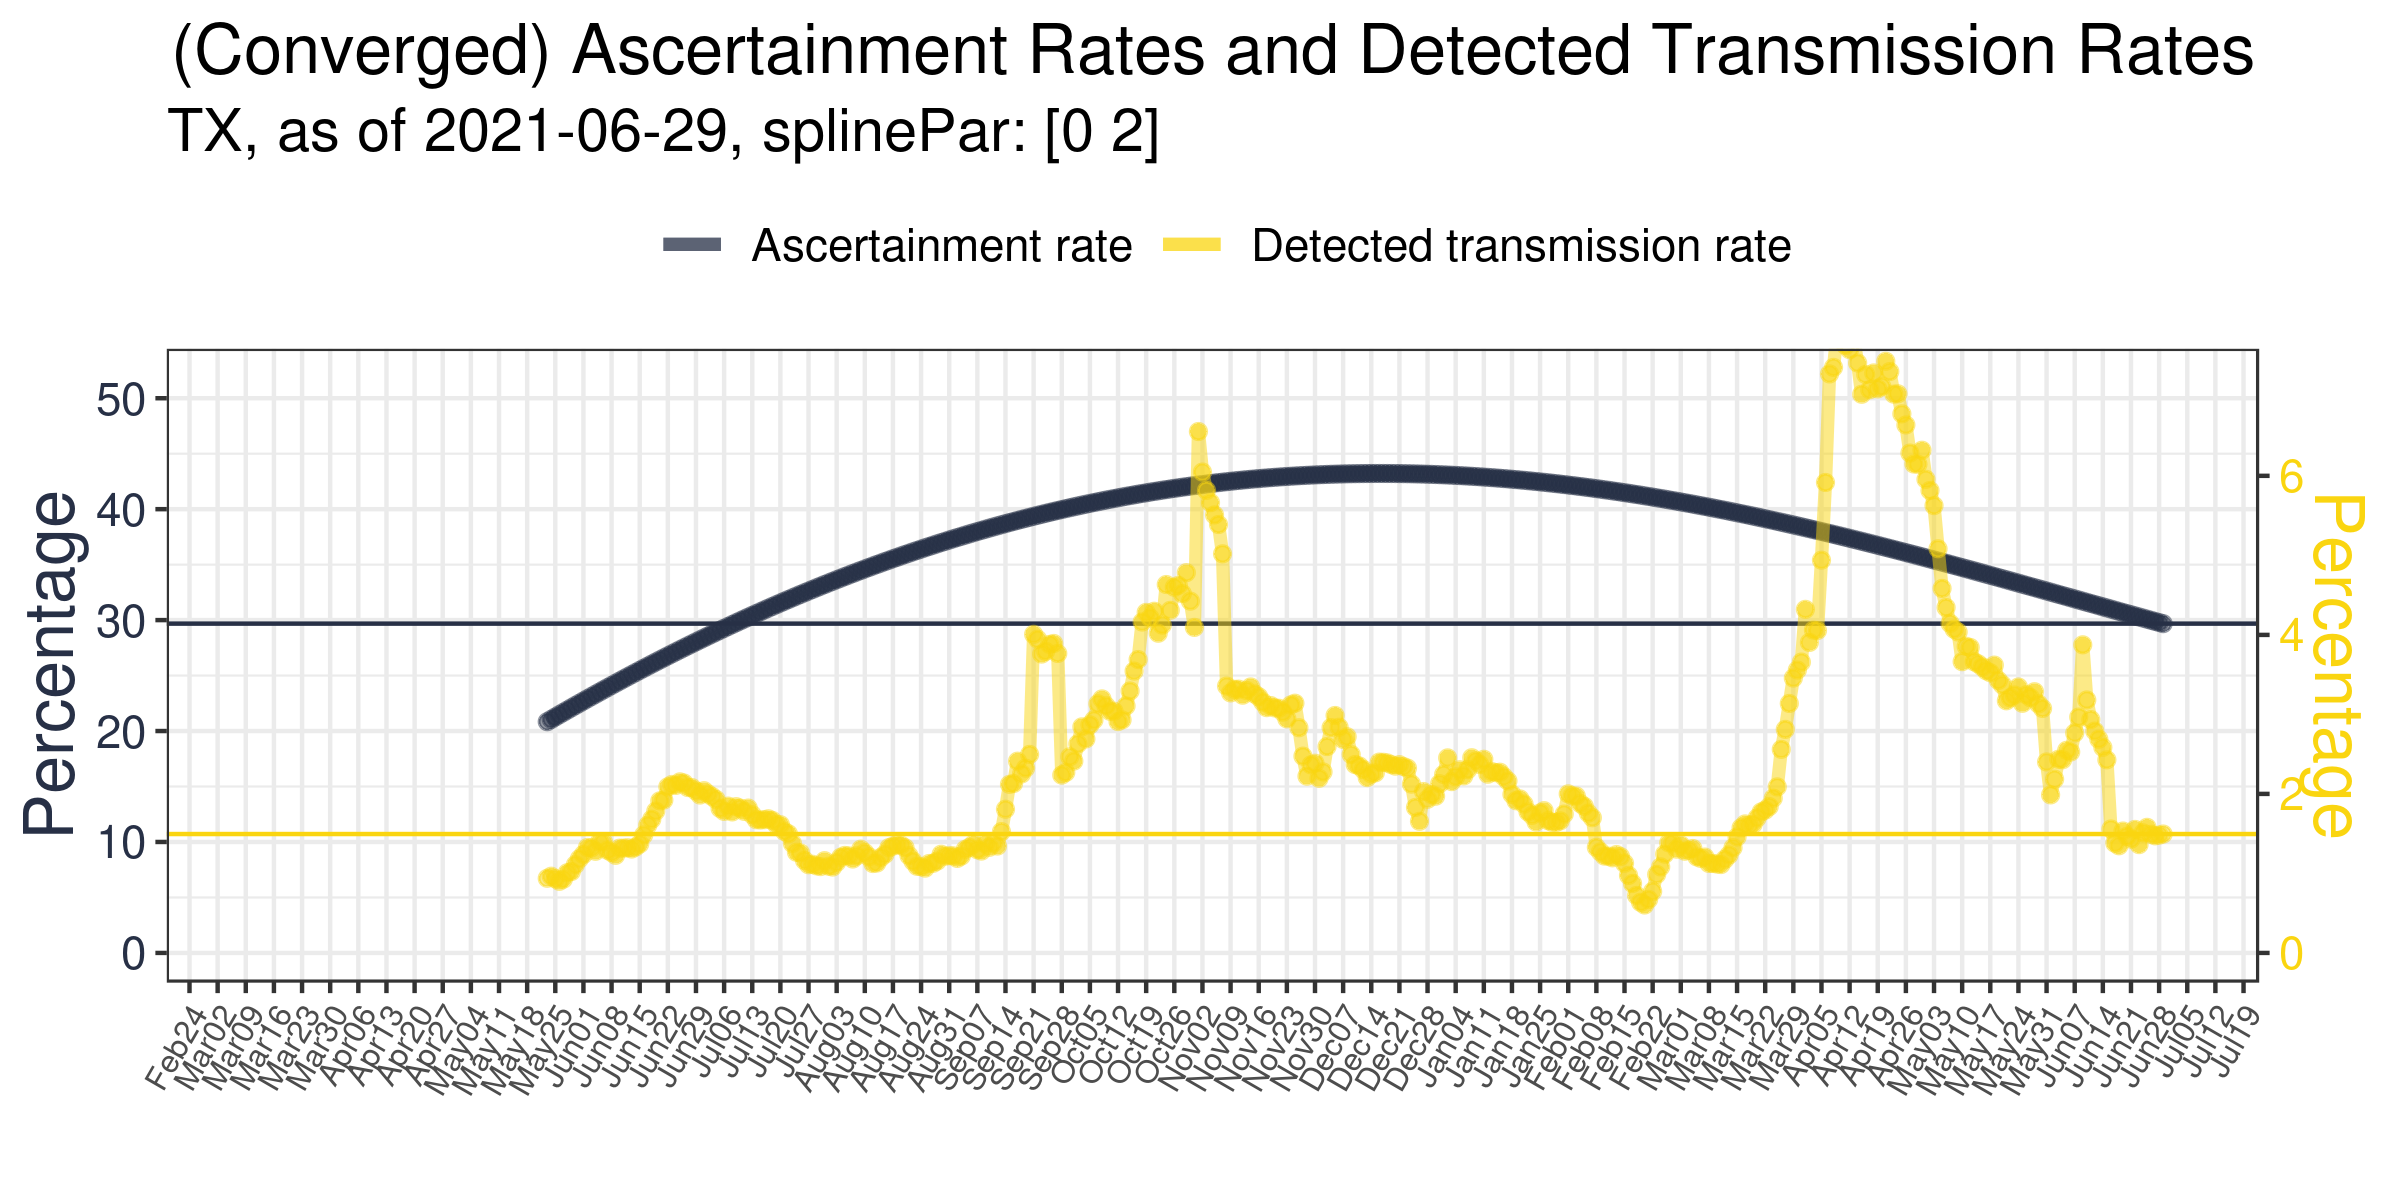 (Converged) Ascertainment Rates and Detected Transmission Rates
TX, as of 2021-06-29, splinePar: [0 2]
Ascertainment rate
Detected transmission rate
Percentage
50
40
30
20
10
0
6
4
2
0
Percentage
Feb24
Mar02
Mar09
Mar16
Mar23
Mar30
Apr06
Apr13
Apr20
Apr27
May04
May11
May18
May25
Jun01
Jun08
Jun15
Jun22
Jun29
Jul06
Jul13
Jul20
Jul27
Aug03
Aug10
Aug17
Aug24
Aug31
Sep07
Sep14
Sep21
Sep28
Oct05
Oct12
Oct19
Oct26
Nov02
Nov09
Nov16
Nov23
Nov30
Dec07
Dec14
Dec21
Dec28
Jan04
Jan11
Jan18
Jan25
Feb01
Feb08
Feb15
Feb22
Mar01
Mar08
Mar15
Mar22
Mar29
Apr05
Apr12
Apr19
Apr26
May03
May10
May17
May24
May31
Jun07
Jun14
Jun21
Jun28
Jul05
Jul12
Jul19